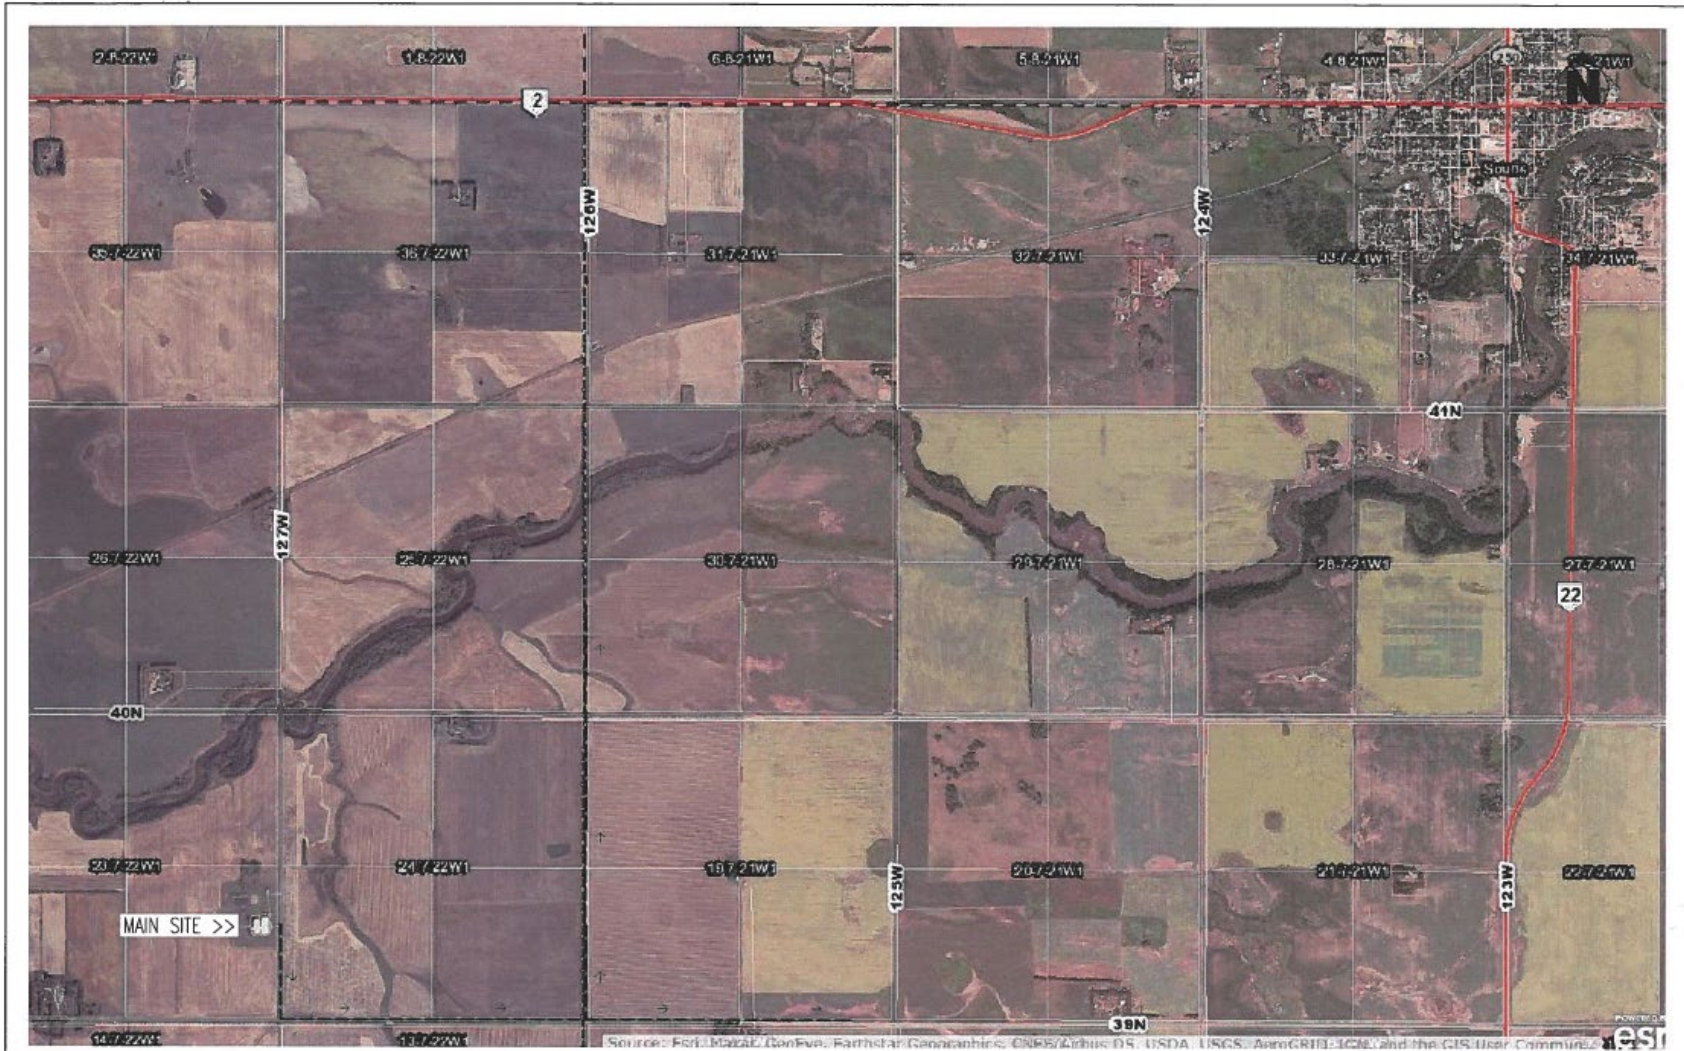 2-8-22W1
1-8-22W1
6-8-21W1
5-8-21W1
4-8-21W1
250
N
2
126W
124W
Souris
35-7-22W1
36-7-22W1
31-7-21W1
32-7-21W1
33-7-21W1
34-7-21W1
41N
127W
26-7-22W1
25-7-22W1
30-7-21W1
29-7-21W1
28-7-21W1
27-7-21W1
22
40N
23-7-22W1
24-7-22W1
19-7-21W1
20-7-21W1
21-7-21W1
22-7-21W1
125W
123W
MAIN SITE >>
14-7-22W1
13-7-22W1
39N
POWERED
esri
Source: Esri, Maxar, GeoEye, Earthstar Geographics, CNES/Airbus DS, USDA, USGS, AeroGRID, IGN, and the GIS User